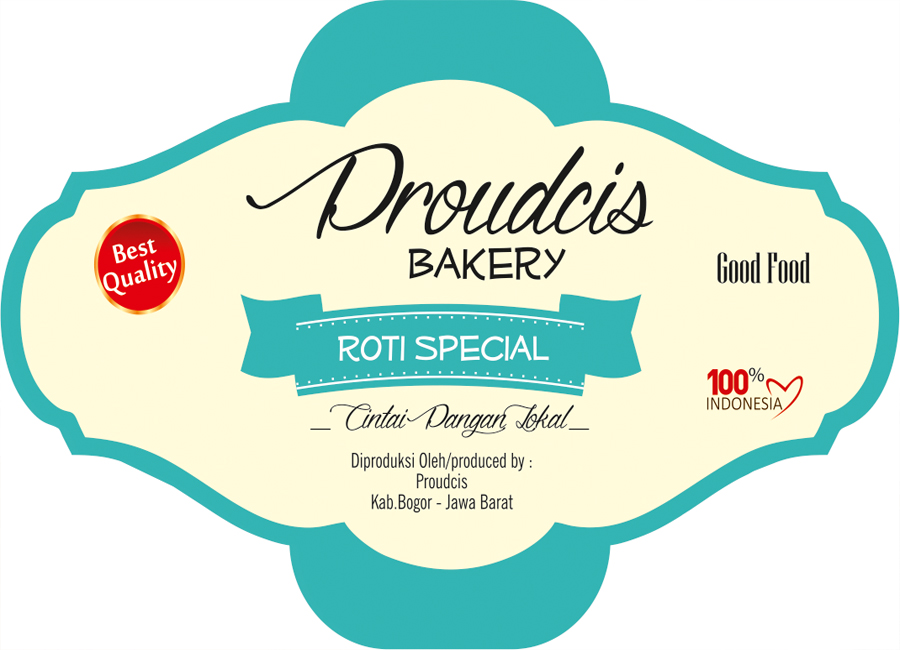 Proudcis
BAKERY
Best
Quality
Good Food
ROTI SPECIAL
100%
INDONESIA
_ Cintai Pangan Lokal _
Diproduksi Oleh/produced by :
Proudcis
Kab.Bogor - Jawa Barat